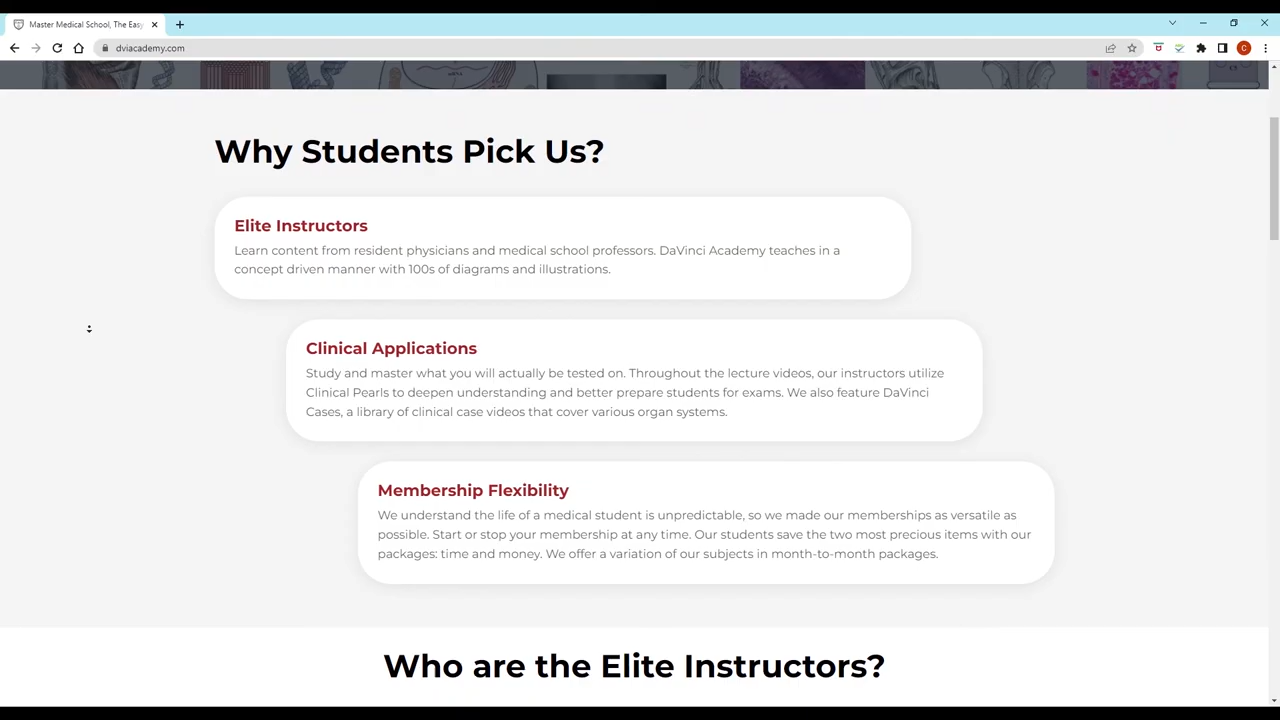 Master Medical School, The Easy
dviacademy.com
Why Students Pick Us?
Elite Instructors
Learn content from resident physicians and medical school professors. DaVinci Academy teaches in a
concept driven manner with 100s of diagrams and illustrations.
Clinical Applications
Study and master what you will actually be tested on. Throughout the lecture videos, our instructors utilize
Clinical Pearls to deepen understanding and better prepare students for exams. We also feature DaVinci
Cases, a library of clinical case videos that cover various organ systems.
Membership Flexibility
We understand the life of a medical student is unpredictable, so we made our memberships as versatile as
possible. Start or stop your membership at any time. Our students save the two most precious items with our
packages: time and money. We offer a variation of our subjects in month-to-month packages.
Who are the Elite Instructors?